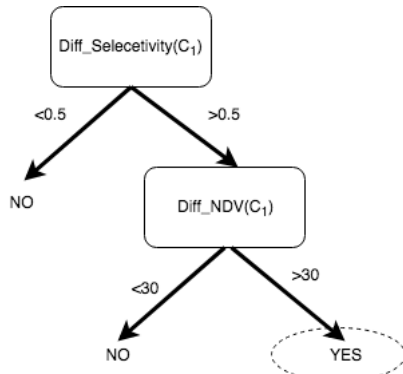 Diff_Selecetivity(C1)
<0.5
>0.5
NO
Diff_NDV(C1)
<30
>30
NO
YES